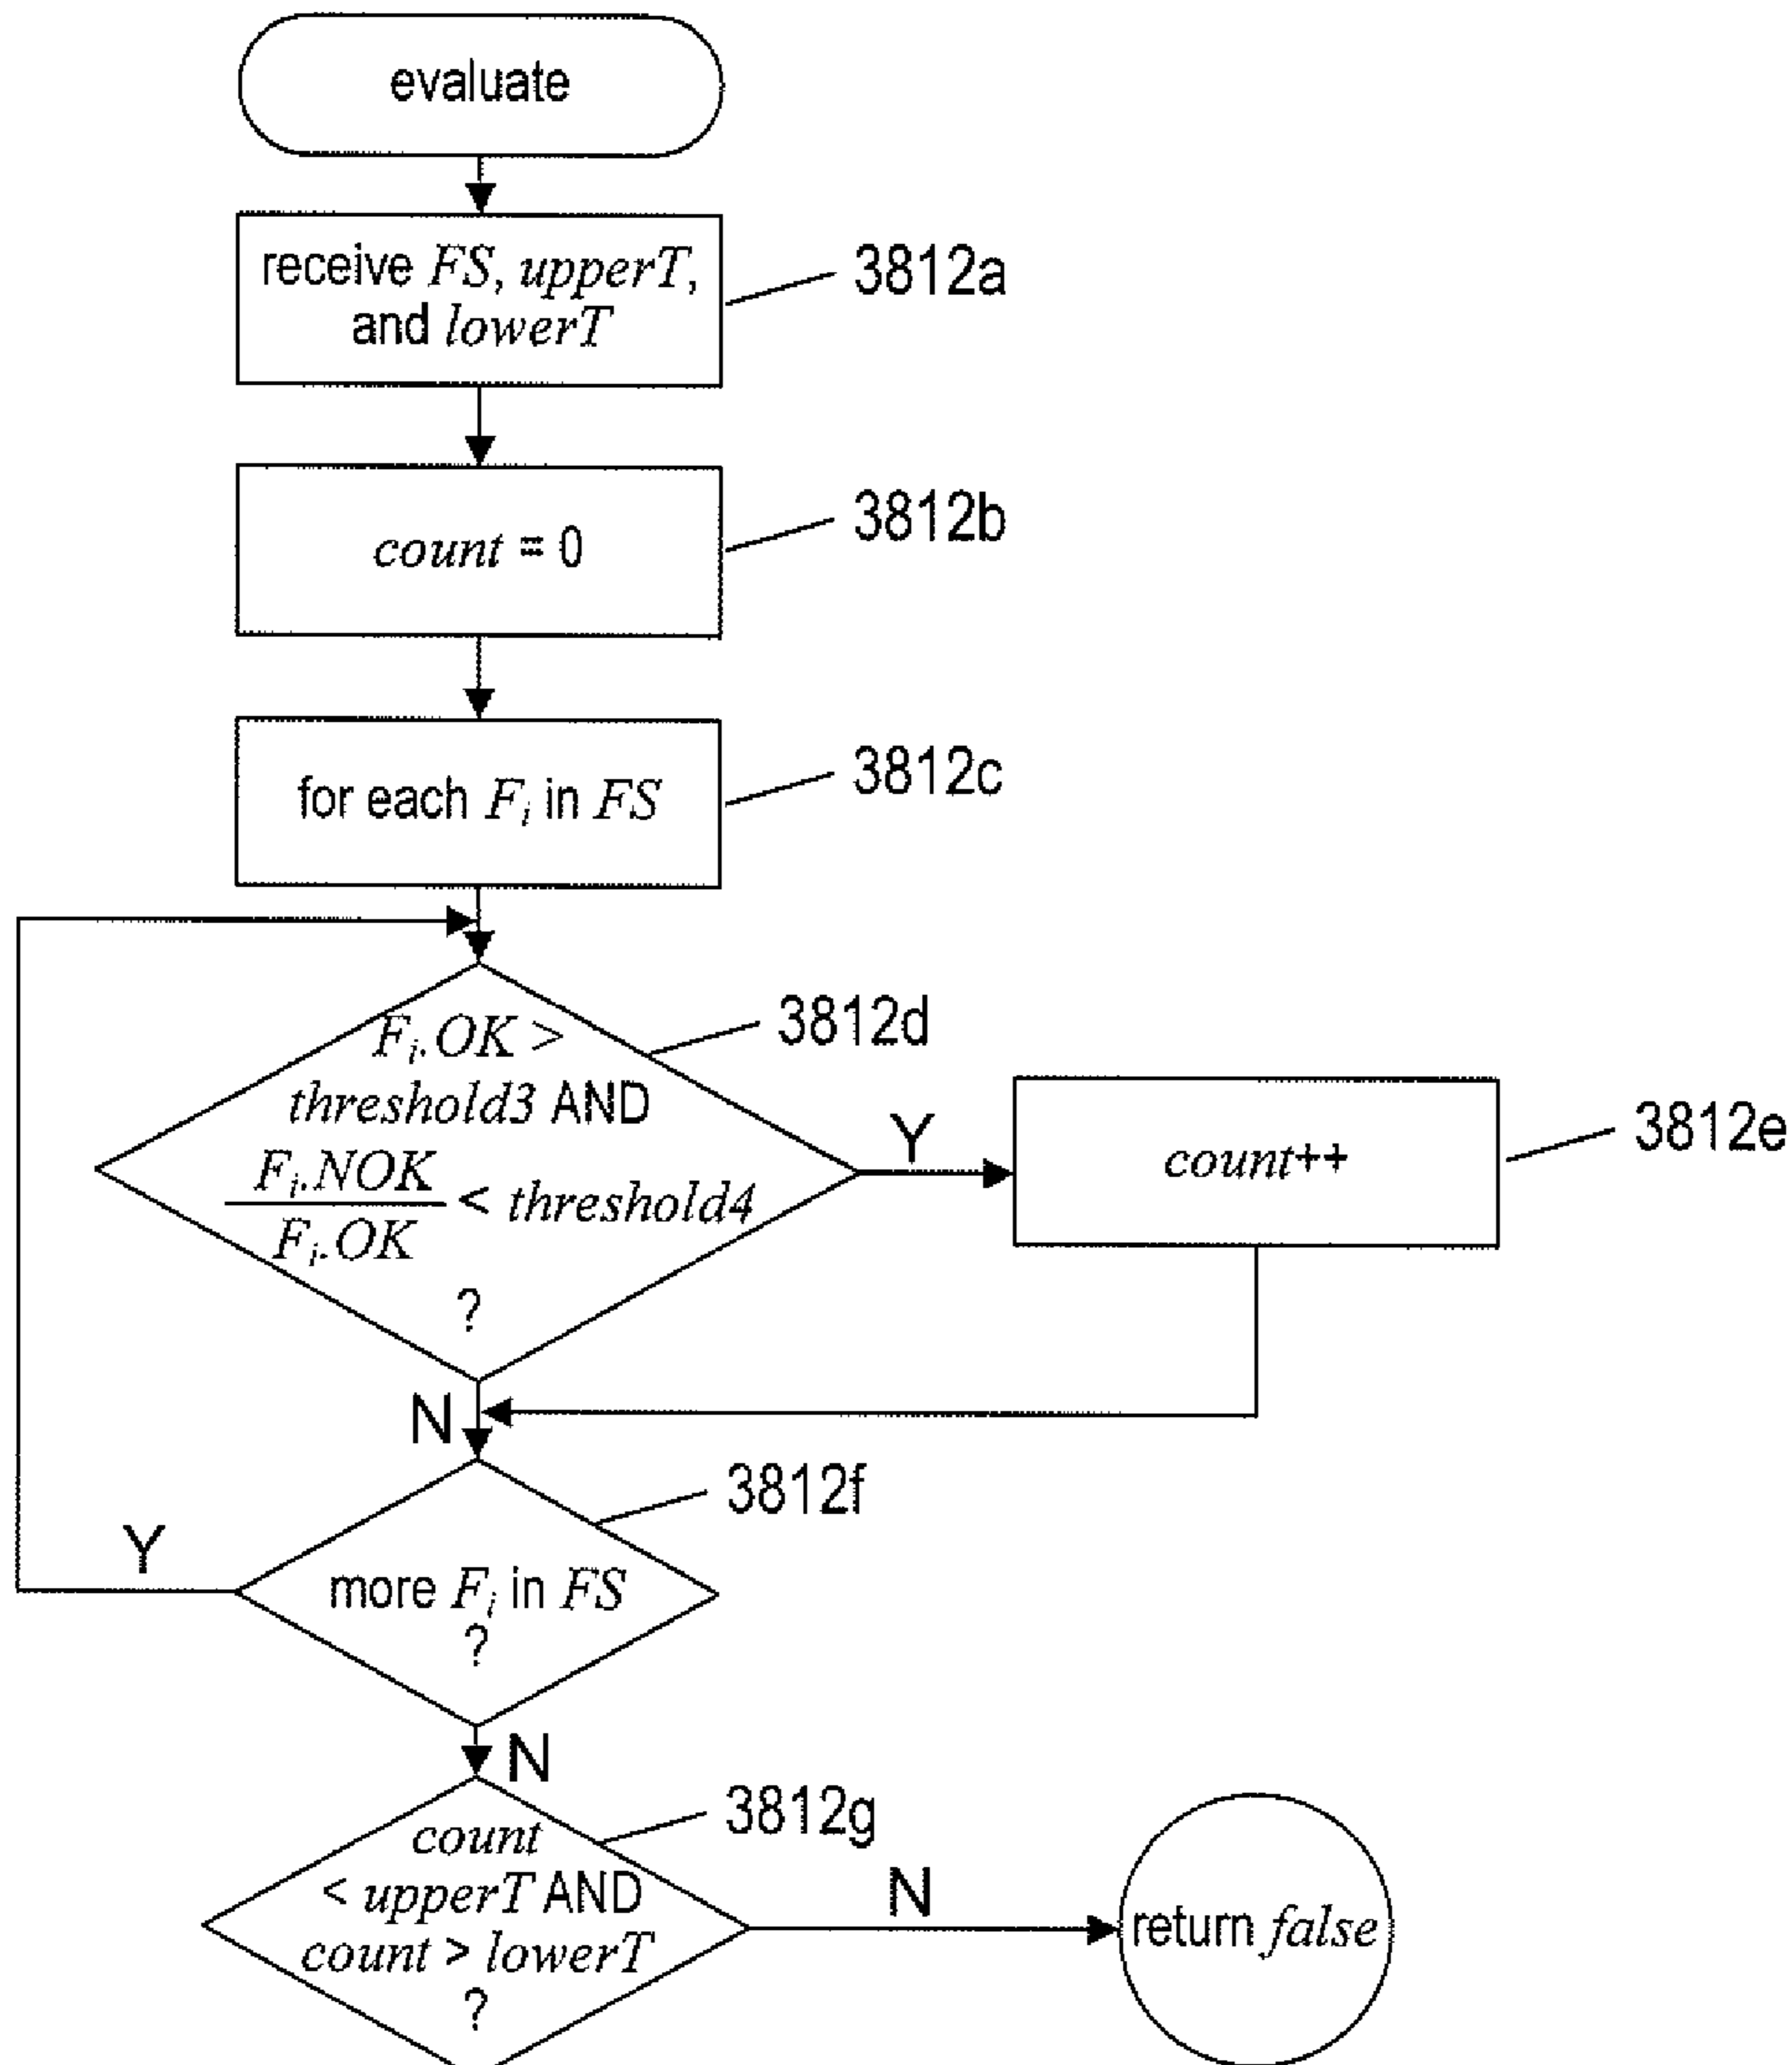 evaluate
receive FS, upperT,
and lowerT
3812a
count = 0
3812b
for each Fᵢ in FS
3812c
Fᵢ.OK >
threshold3 AND
Fᵢ.NOK
Fᵢ.OK
< threshold4
?
3812d
Y
count++
3812e
N
more Fᵢ in FS
?
3812f
Y
N
count
< upperT AND
count > lowerT
?
3812g
N
return false